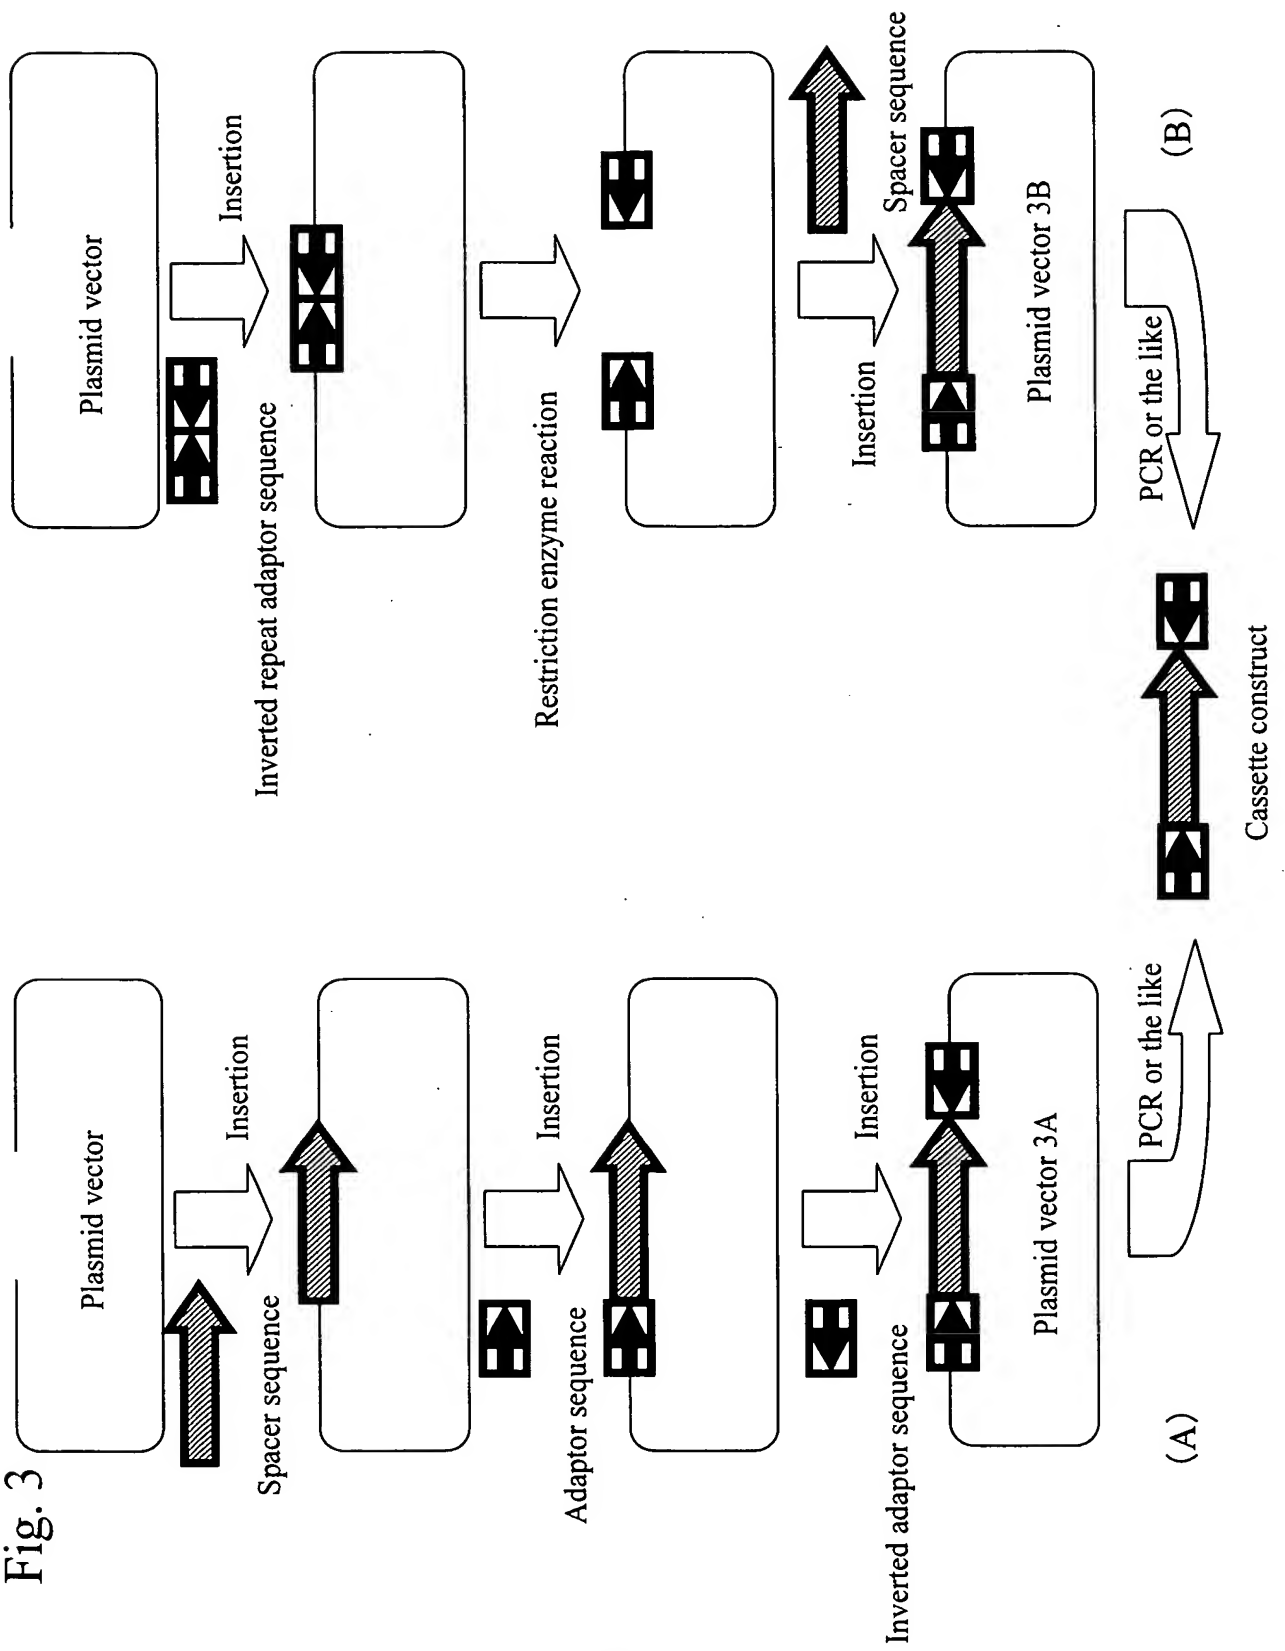 Fig. 3
Plasmid vector
Insertion
Spacer sequence
Insertion
Adaptor sequence
Insertion
Inverted adaptor sequence
Plasmid vector 3A
PCR or the like
(A)
Plasmid vector
Insertion
Inverted repeat adaptor sequence
Restriction enzyme reaction
Spacer sequence
Insertion
Plasmid vector 3B
PCR or the like
(B)
Cassette construct